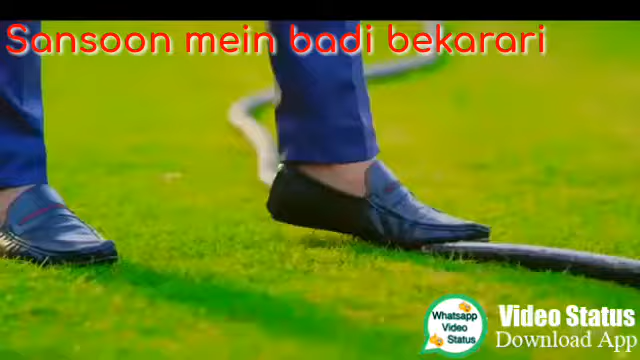 Sansoon mein badi bekarari
Whatsapp
Video
Status
Video Status
Download App